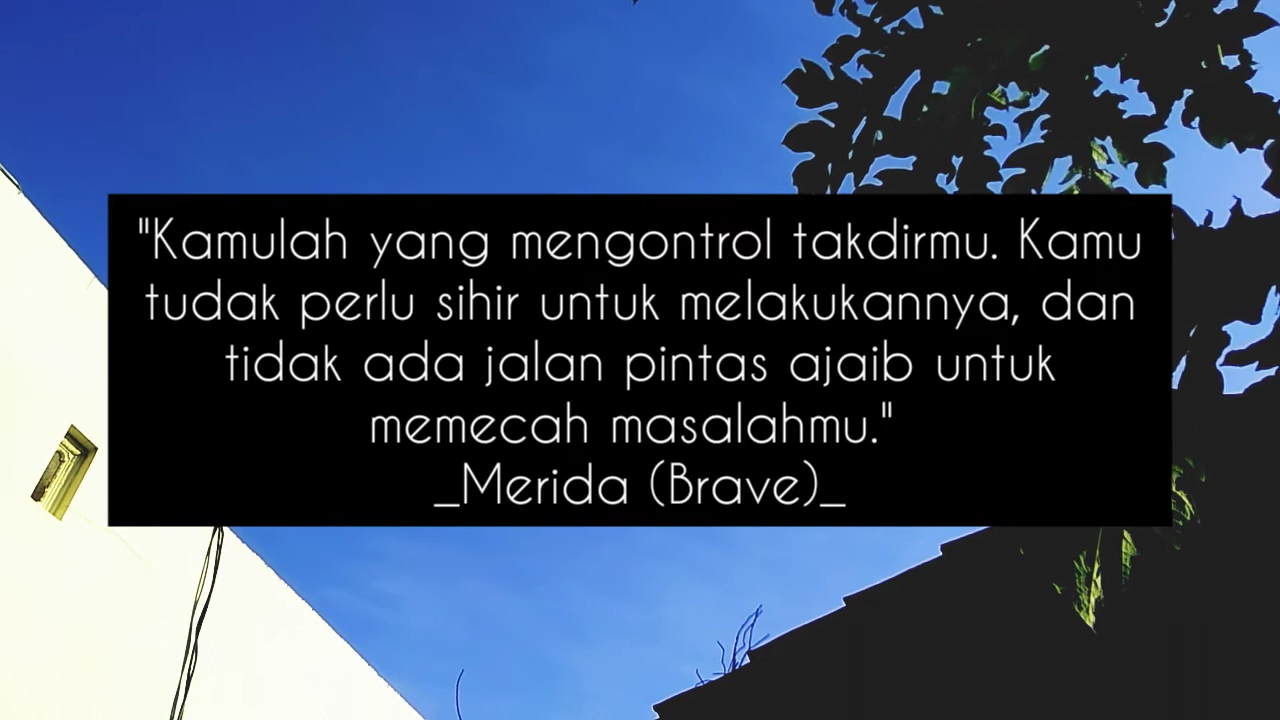 "Kamulah yang mengontrol takdirmu. Kamu
tudak perlu sihir untuk melakukannya, dan
tidak ada jalan pintas ajaib untuk
memecah masalahmu."
_Merida (Brave)_